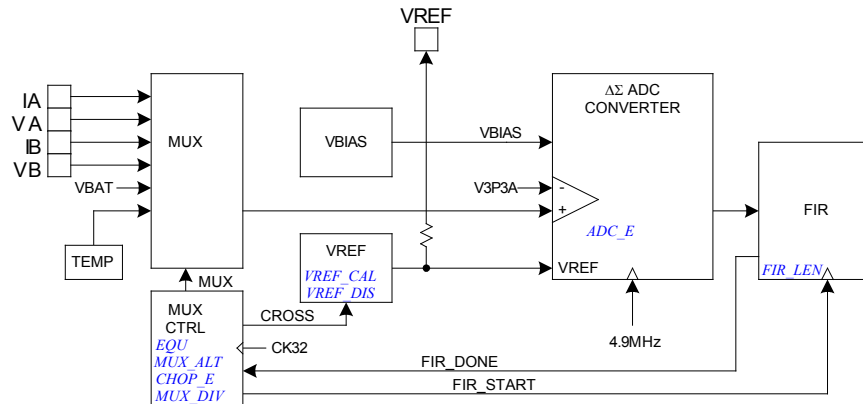 VREF
IA
VA
IB
VB
VBAT
TEMP
MUX
VBIAS
VBIAS
ΔΣ ADC
CONVERTER
V3P3A
-
+
ADC_E
VREF
FIR
FIR_LEN
VREF
VREF_CAL
VREF_DIS
MUX
MUX
CTRL
EQU
MUX_ALT
CHOP_E
MUX_DIV
CROSS
CK32
4.9MHz
FIR_DONE
FIR_START